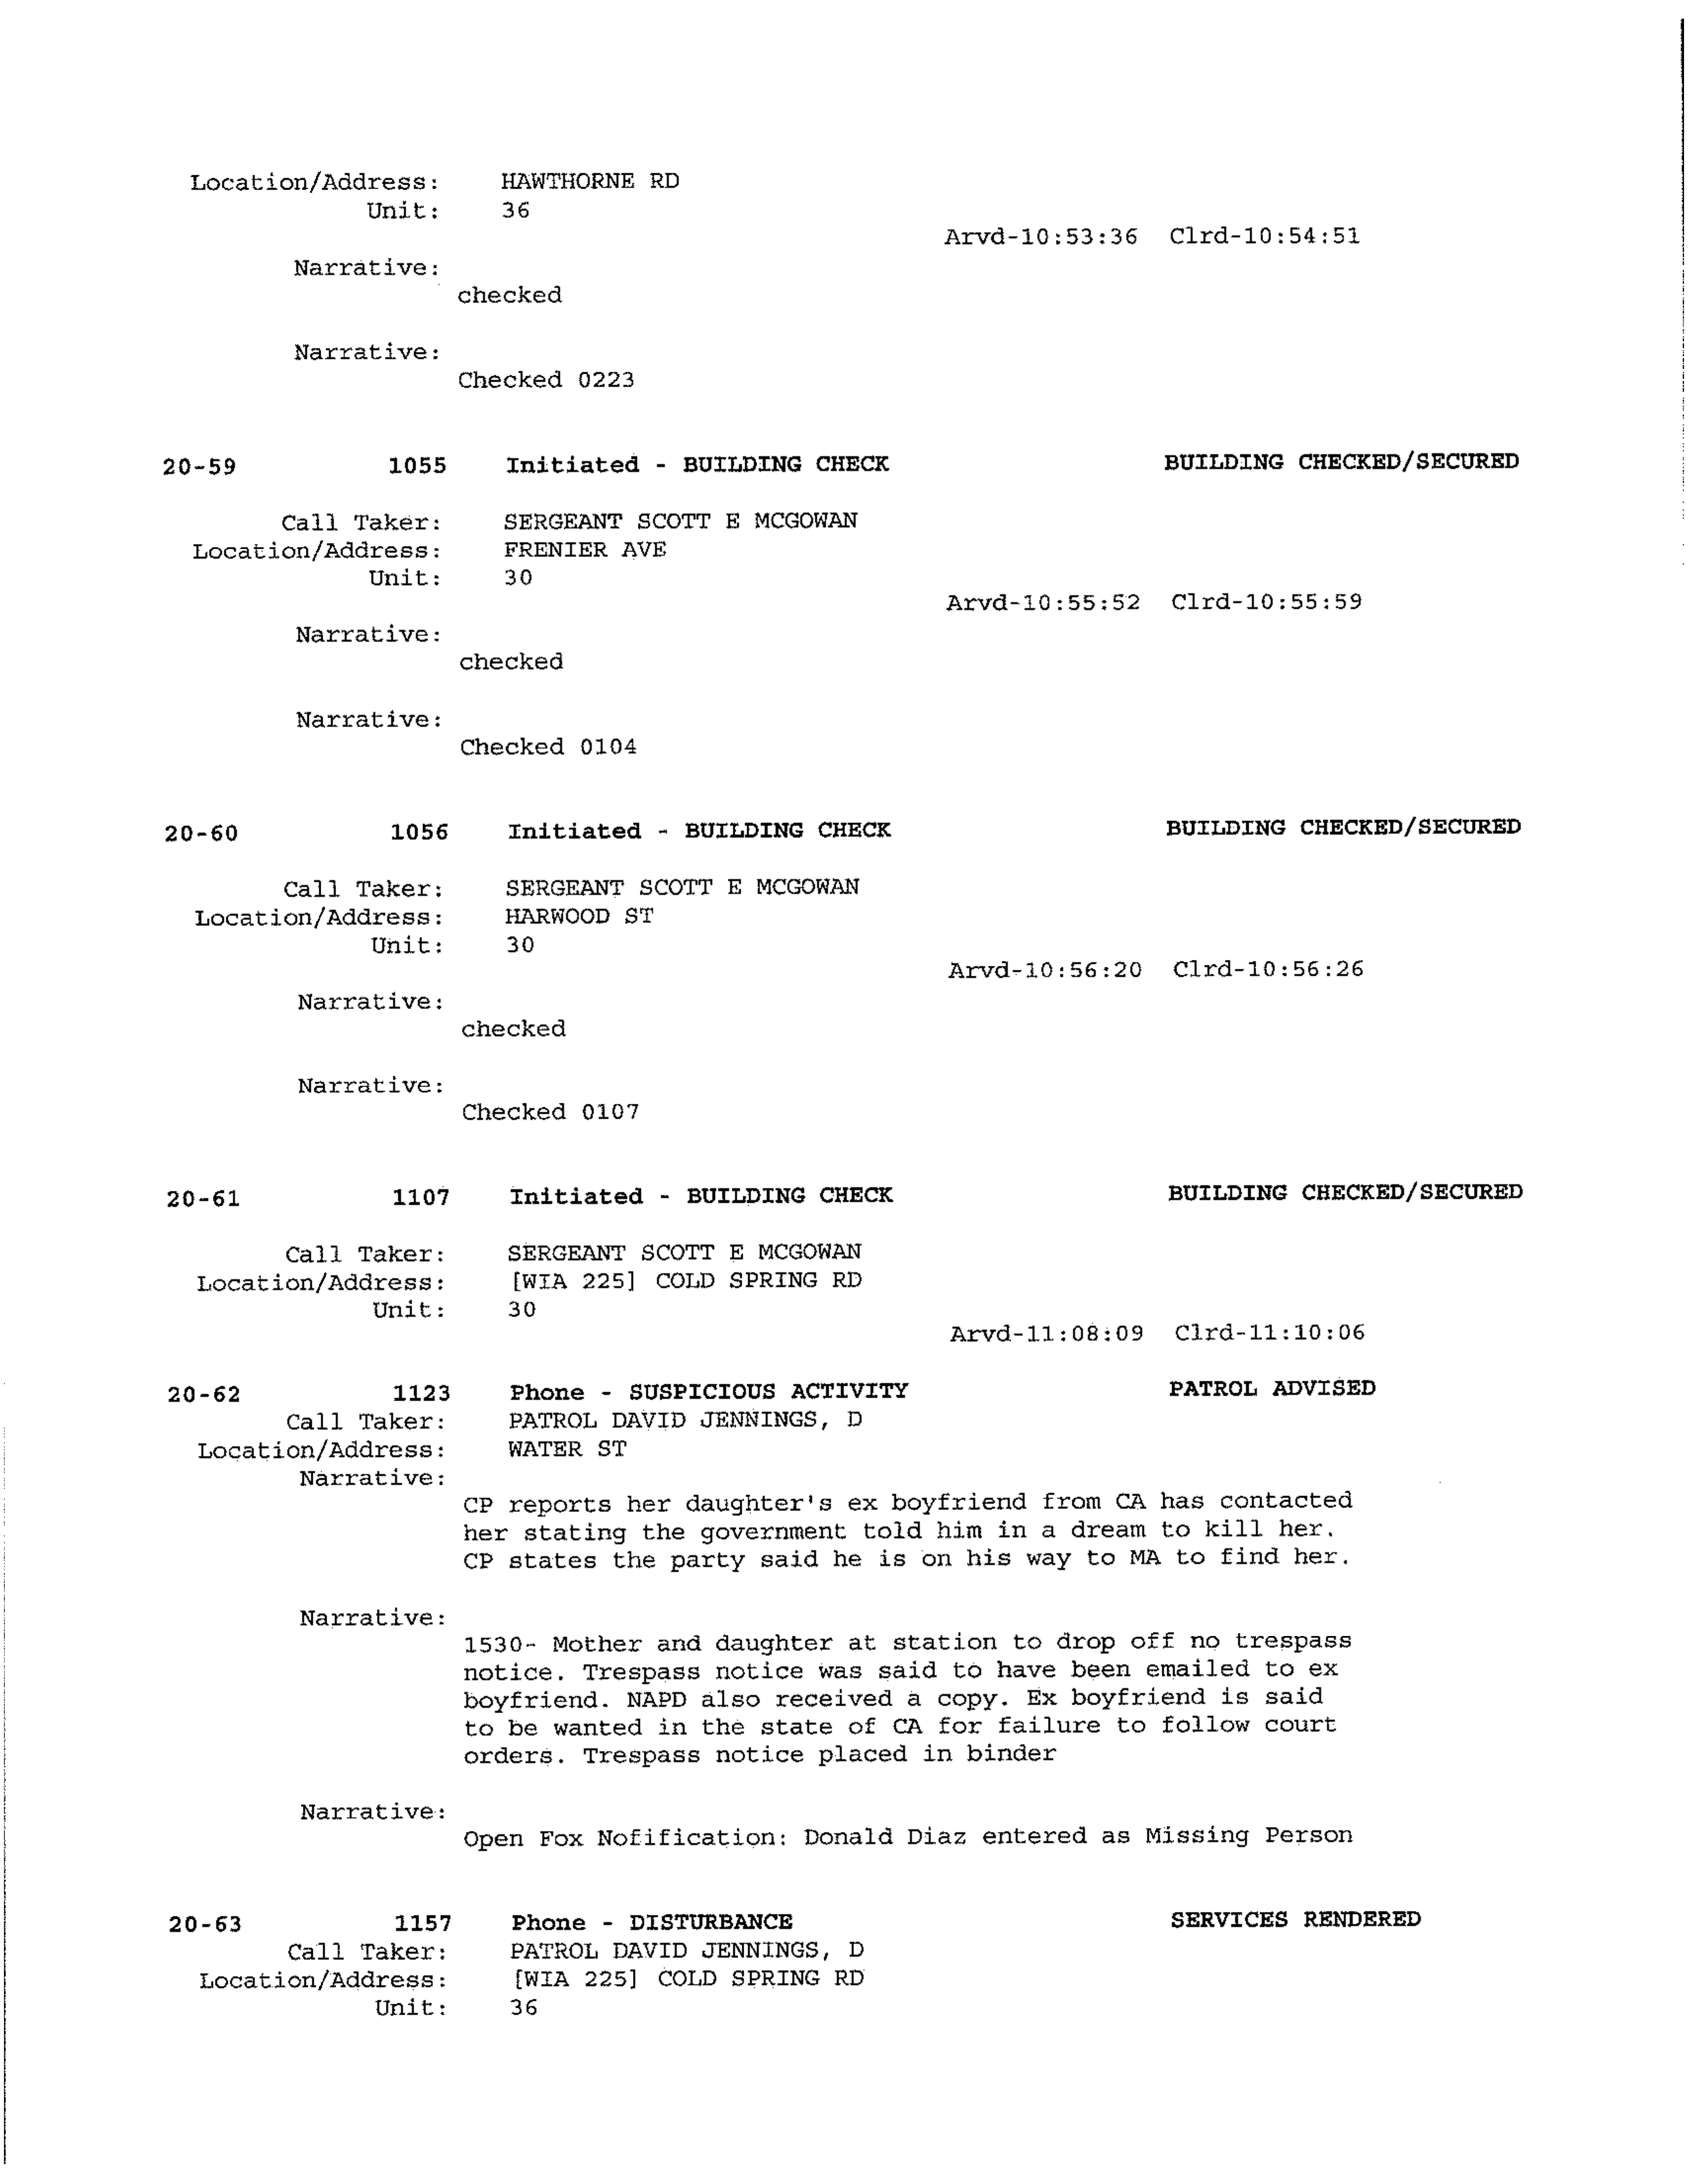 Location/Address: HAWTHORNE RD
Unit: 36
Arvd-10:53:36 Clrd-10:54:51
Narrative:
checked
Narrative:
Checked 0223
20-59 1055 Initiated - BUILDING CHECK BUILDING CHECKED/SECURED
Call Taker: SERGEANT SCOTT E MCGOWAN
Location/Address: FRENIER AVE
Unit: 30
Arvd-10:55:52 Clrd-10:55:59
Narrative:
checked
Narrative:
Checked 0104
20-60 1056 Initiated - BUILDING CHECK BUILDING CHECKED/SECURED
Call Taker: SERGEANT SCOTT E MCGOWAN
Location/Address: HARWOOD ST
Unit: 30
Arvd-10:56:20 Clrd-10:56:26
Narrative:
checked
Narrative:
Checked 0107
20-61 1107 Initiated - BUILDING CHECK BUILDING CHECKED/SECURED
Call Taker: SERGEANT SCOTT E MCGOWAN
Location/Address: [WIA 225] COLD SPRING RD
Unit: 30
Arvd-11:08:09 Clrd-11:10:06
20-62 1123 Phone - SUSPICIOUS ACTIVITY PATROL ADVISED
Call Taker: PATROL DAVID JENNINGS, D
Location/Address: WATER ST
Narrative:
CP reports her daughter's ex boyfriend from CA has contacted
her stating the government told him in a dream to kill her.
CP states the party said he is on his way to MA to find her.
Narrative:
1530- Mother and daughter at station to drop off no trespass
notice. Trespass notice was said to have been emailed to ex
boyfriend. NAPD also received a copy. Ex boyfriend is said
to be wanted in the state of CA for failure to follow court
orders. Trespass notice placed in binder
Narrative:
Open Fox Nofification: Donald Diaz entered as Missing Person
20-63 1157 Phone - DISTURBANCE SERVICES RENDERED
Call Taker: PATROL DAVID JENNINGS, D
Location/Address: [WIA 225] COLD SPRING RD
Unit: 36